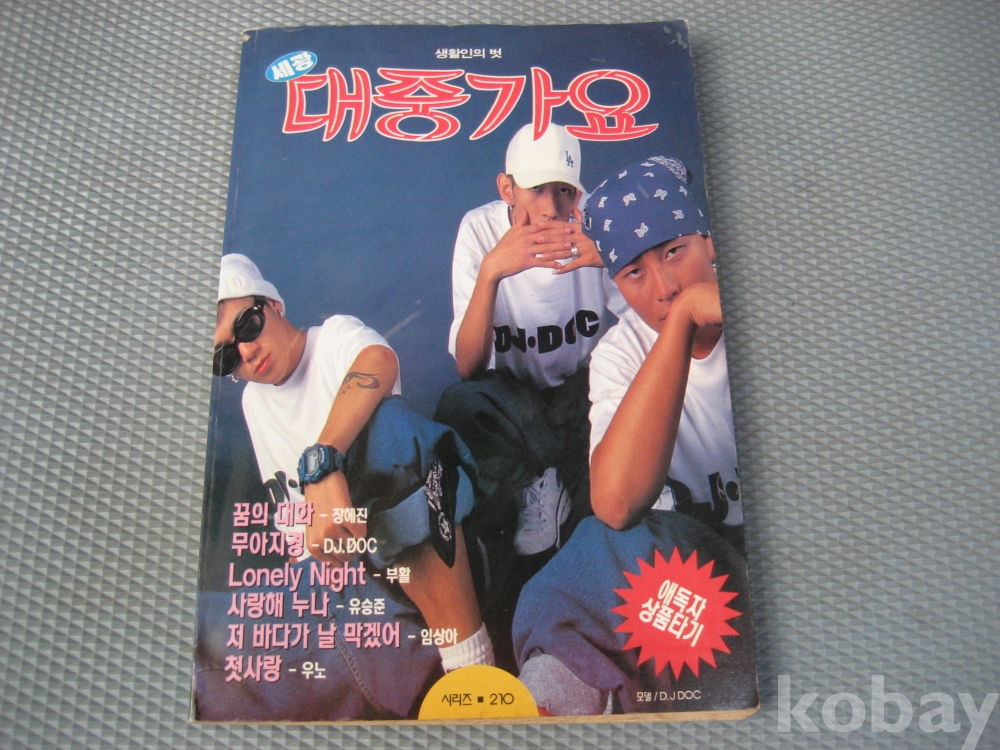 생활인의 벗
세광
대중가요
LA
DJ•DOC
꿈의 대화 - 장혜진
무아지경 - DJ.DOC
Lonely Night - 부활
사랑해 누나 - 유승준
저 바다가 날 막겠어 - 임상아
첫사랑 - 우노
애독자
상품타기
시리즈 ■ 210
모델 / D.J DOC
kobay